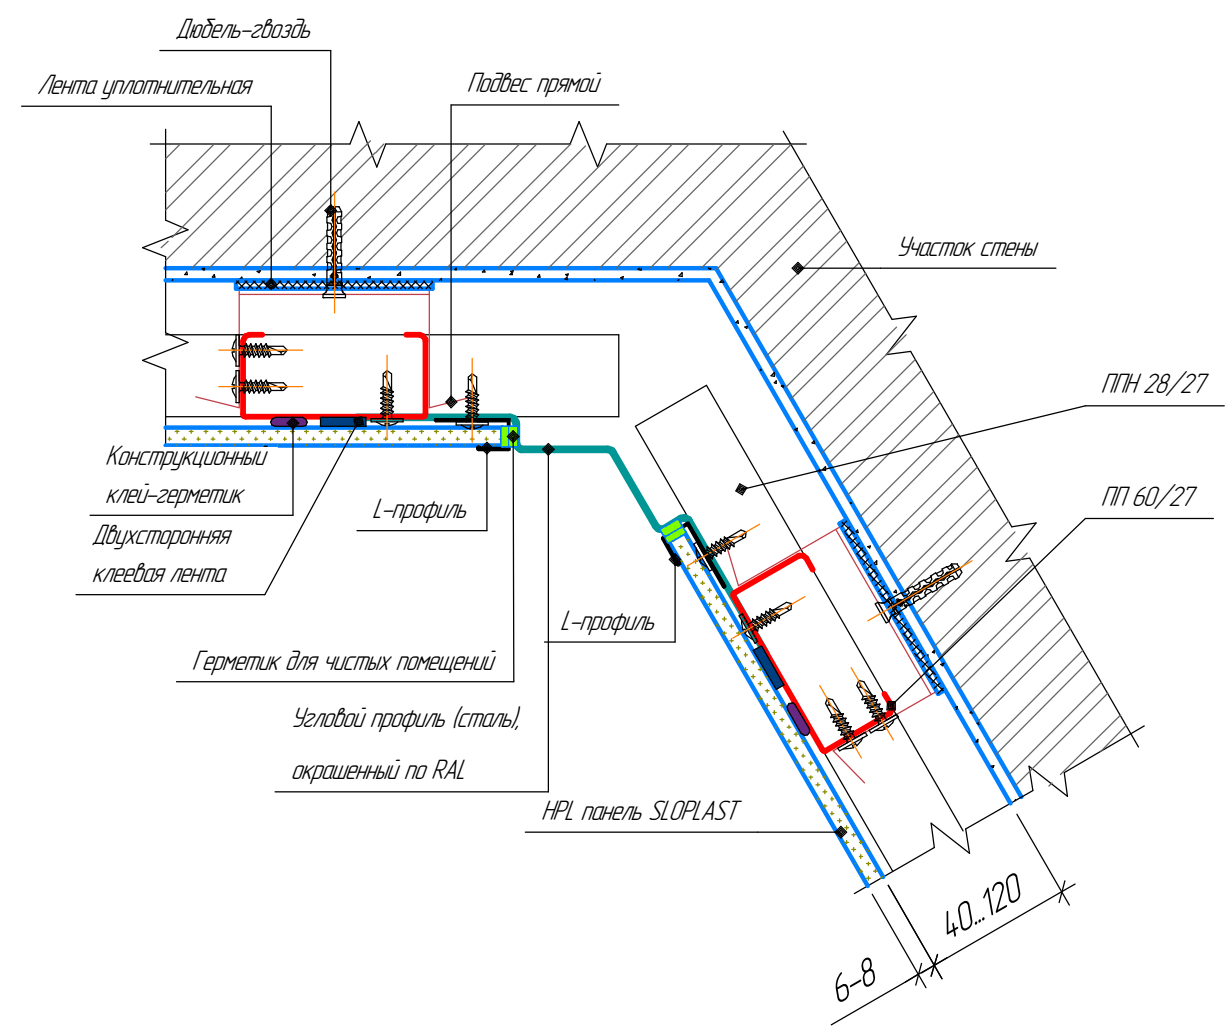 Дюбель-гвоздь
Лента уплотнительная
Подвес прямой
Участок стены
ППН 28/27
ПП 60/27
Конструкционный
клей-герметик
L-профиль
Двухсторонняя
клеевая лента
L-профиль
Герметик для чистых помещений
Угловой профиль (сталь),
окрашенный по RAL
HPL панель SLOPLAST
40...120
6-8